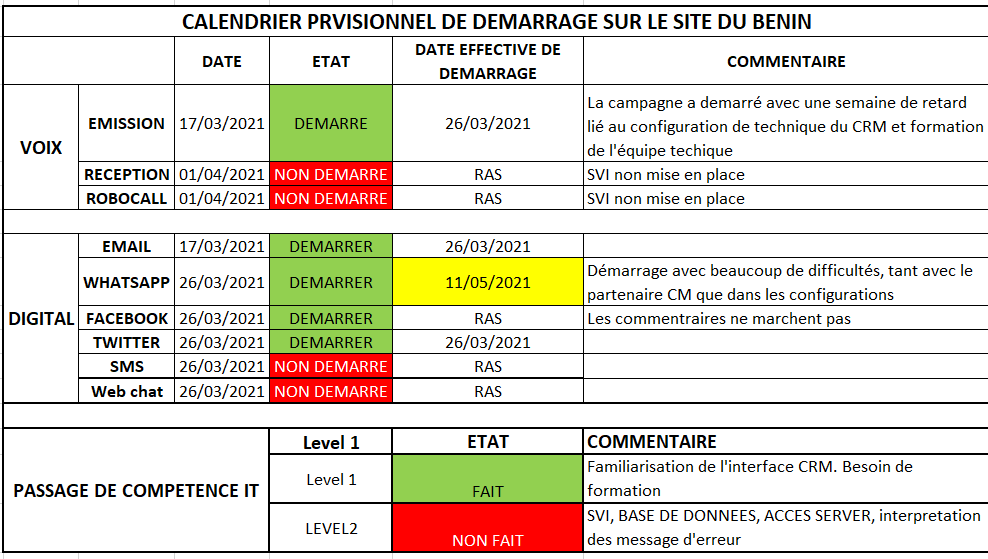 CALENDRIER PRVISIONNEL DE DEMARRAGE SUR LE SITE DU BENIN
DATE ETAT DATE EFFECTIVE DE DEMARRAGE COMMENTAIRE
VOIX
EMISSION 17/03/2021 DEMARRE 26/03/2021 La campagne a demarré avec une semaine de retard
lié au configuration de technique du CRM et formation
de l'équipe techique
RECEPTION 01/04/2021 NON DEMARRE RAS SVI non mise en place
ROBOCALL 01/04/2021 NON DEMARRE RAS SVI non mise en place
DIGITAL
EMAIL 17/03/2021 DEMARRER 26/03/2021
WHATSAPP 26/03/2021 DEMARRER 11/05/2021 Démarrage avec beaucoup de difficultés, tant avec le
partenaire CM que dans les configurations
FACEBOOK 26/03/2021 DEMARRER RAS Les commentraires ne marchent pas
TWITTER 26/03/2021 DEMARRER 26/03/2021
SMS 26/03/2021 NON DEMARRE RAS
Web chat 26/03/2021 NON DEMARRE RAS
PASSAGE DE COMPETENCE IT
Level 1 ETAT COMMENTAIRE
Level 1 FAIT Familiarisation de l'interface CRM. Besoin de
formation
LEVEL2 NON FAIT SVI, BASE DE DONNEES, ACCES SERVER, interpretation
des message d'erreur